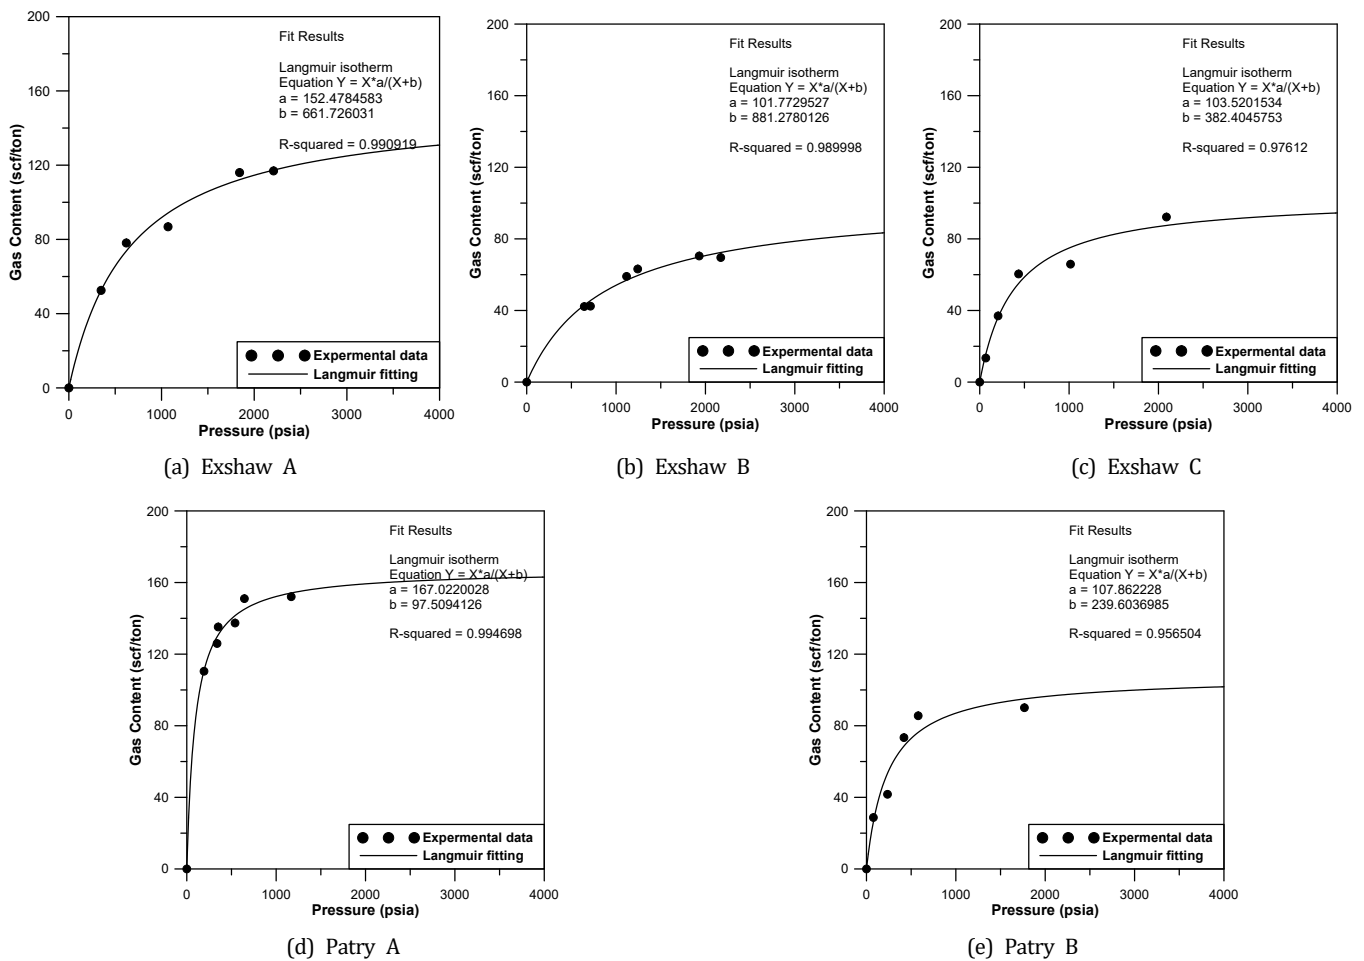 200
160
120
80
40
0
Gas Content (scf/ton)
Fit Results
Langmuir isotherm
Equation Y = X*a/(X+b)
a = 152.4784583
b = 661.726031
R-squared = 0.990919
Expermental data
Langmuir fitting
0 1000 2000 3000 4000
Pressure (psia)
(a) Exshaw A
200
160
120
80
40
0
Gas Content (scf/ton)
Fit Results
Langmuir isotherm
Equation Y = X*a/(X+b)
a = 101.7729527
b = 881.2780126
R-squared = 0.989998
Expermental data
Langmuir fitting
0 1000 2000 3000 4000
Pressure (psia)
(b) Exshaw B
200
160
120
80
40
0
Gas Content (scf/ton)
Fit Results
Langmuir isotherm
Equation Y = X*a/(X+b)
a = 103.5201534
b = 382.4045753
R-squared = 0.97612
Expermental data
Langmuir fitting
0 1000 2000 3000 4000
Pressure (psia)
(c) Exshaw C
200
160
120
80
40
0
Gas Content (scf/ton)
Fit Results
Langmuir isotherm
Equation Y = X*a/(X+b)
a = 167.0220028
b = 97.5094126
R-squared = 0.994698
Expermental data
Langmuir fitting
0 1000 2000 3000 4000
Pressure (psia)
(d) Patry A
200
160
120
80
40
0
Gas Content (scf/ton)
Fit Results
Langmuir isotherm
Equation Y = X*a/(X+b)
a = 107.862228
b = 239.6036985
R-squared = 0.956504
Expermental data
Langmuir fitting
0 1000 2000 3000 4000
Pressure (psia)
(e) Patry B